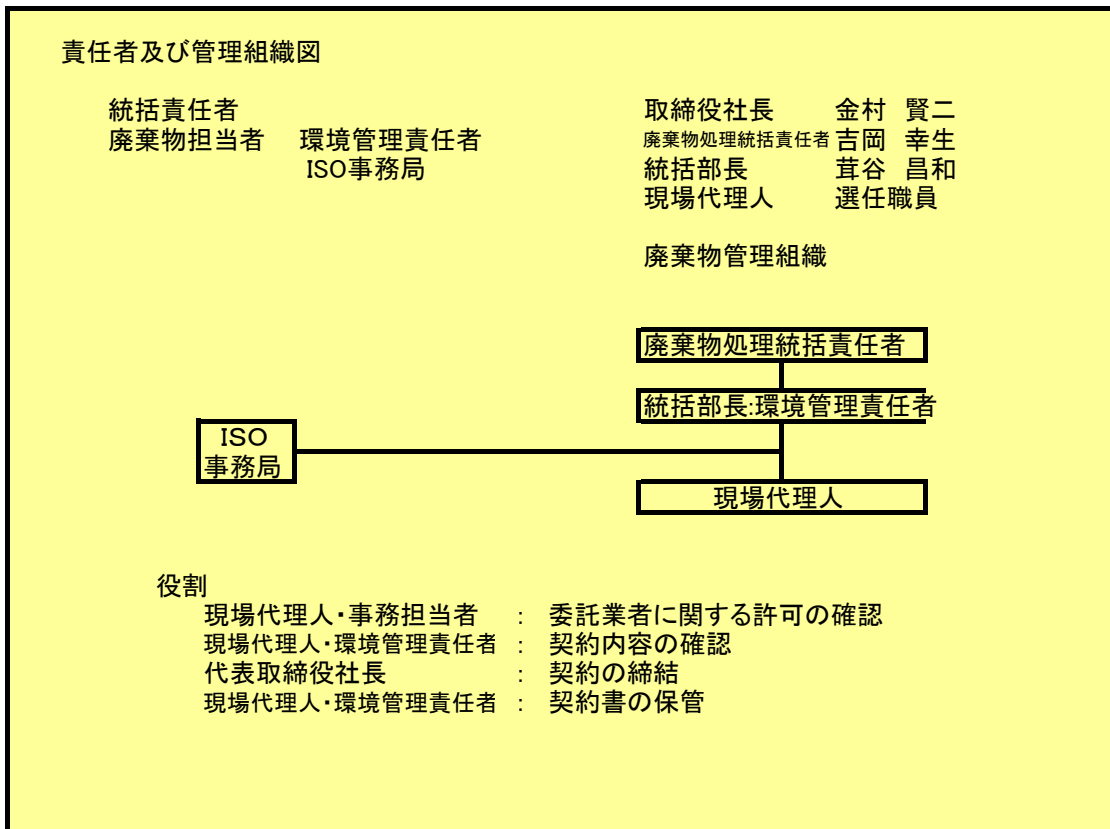 責任者及び管理組織図
統括責任者 取締役社長 金村 賢二
廃棄物担当者 環境管理責任者 廃棄物処理統括責任者 吉岡 幸生
ISO事務局 統括部長 茸谷 昌和
現場代理人 選任職員
廃棄物管理組織
廃棄物処理統括責任者
統括部長:環境管理責任者
ISO
事務局
現場代理人
役割
現場代理人・事務担当者 : 委託業者に関する許可の確認
現場代理人・環境管理責任者 : 契約内容の確認
代表取締役社長 : 契約の締結
現場代理人・環境管理責任者 : 契約書の保管